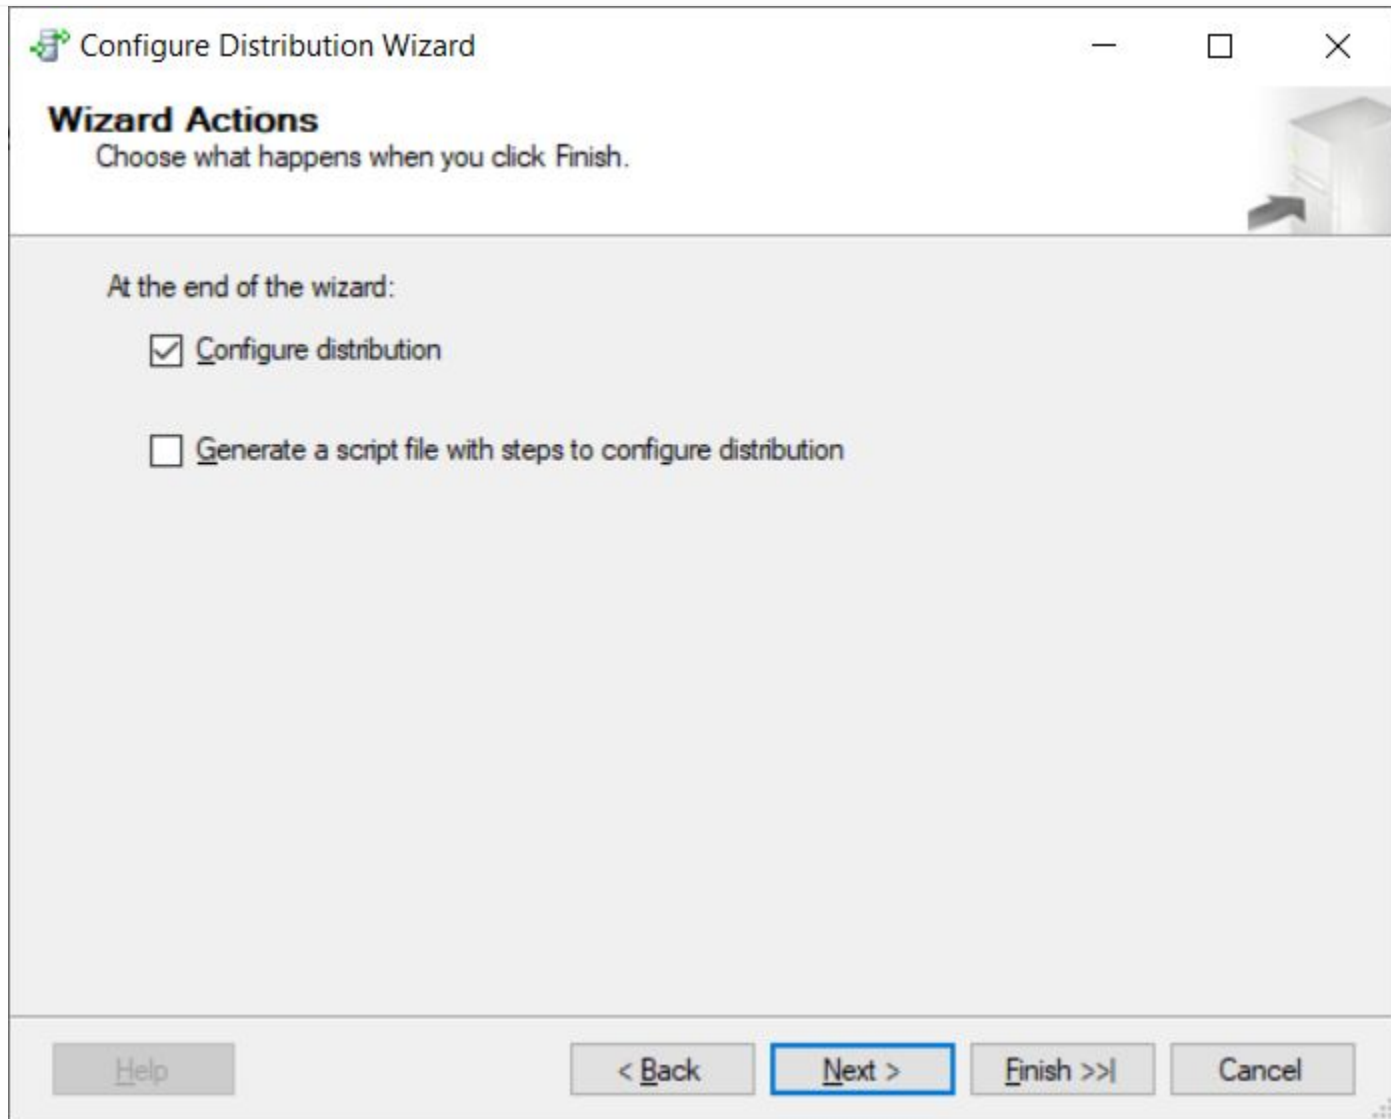 Configure Distribution Wizard
Wizard Actions
Choose what happens when you click Finish.
At the end of the wizard:
Configure distribution
Generate a script file with steps to configure distribution
Help
< Back
Next >
Finish >>|
Cancel